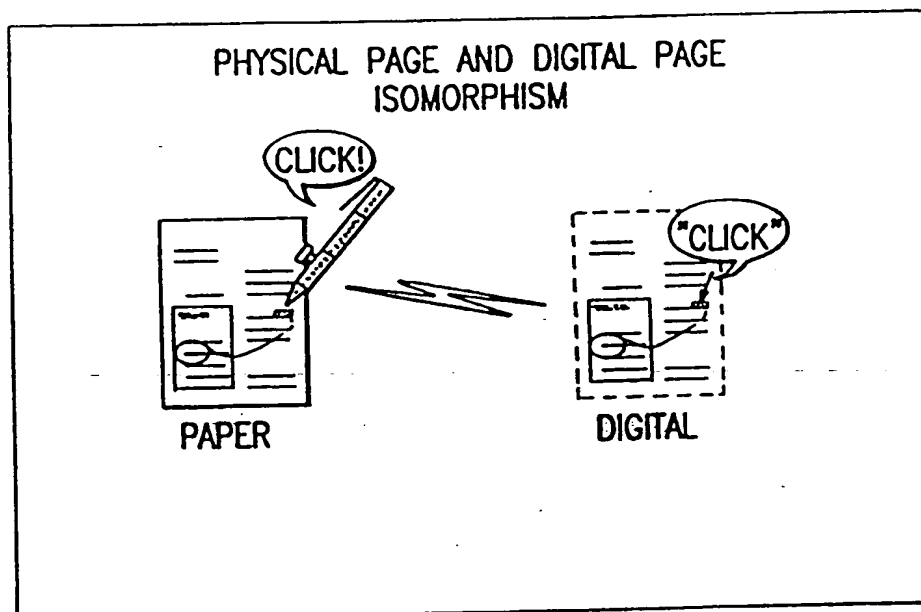 PHYSICAL PAGE AND DIGITAL PAGE
ISOMORPHISM
CLICK!
"CLICK"
PAPER
DIGITAL